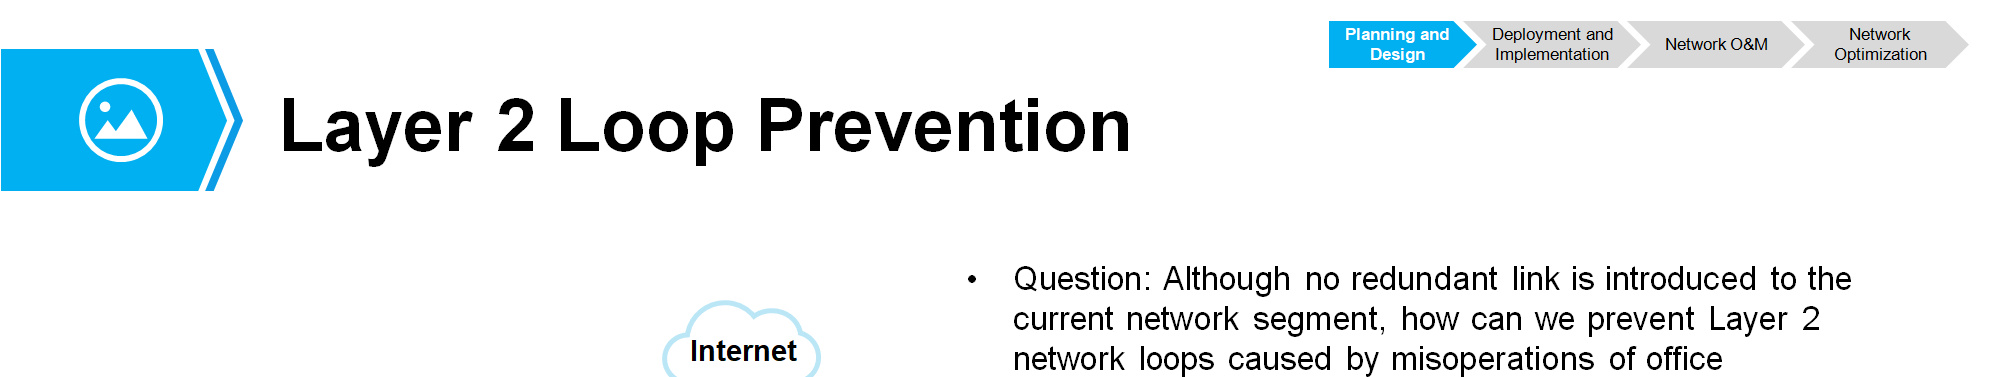 Planning and
Design
Deployment and
Implementation
Network O&M
Network
Optimization
Layer 2 Loop Prevention
• Question: Although no redundant link is introduced to the
current network segment, how can we prevent Layer 2
network loops caused by misoperations of office
Internet